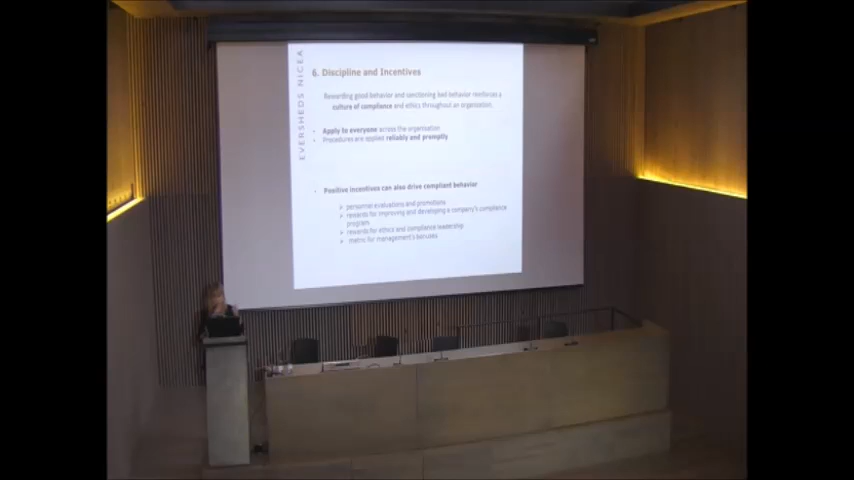 EVERSHEDS NICEA
6. Discipline and Incentives
Rewarding good behavior and sanctioning bad behavior reinforces a
culture of compliance and ethics throughout an organisation.
- Apply to everyone across the organisation
- Procedures are applied reliably and promptly
- Positive incentives can also drive compliant behavior
➢ personnel evaluations and promotions
➢ rewards for improving and developing a company's compliance
program
➢ rewards for ethics and compliance leadership
➢ metric for management's bonuses